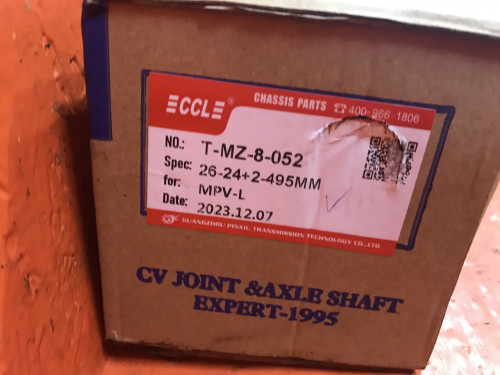 ECCLE® CHASSIS PARTS ☎400-966-1806
NO.: T-MZ-8-052
Spec: 26-24+2-495MM
for: MPV-L
Date: 2023.12.07
GUANGZHOU PINXIU TRANSMISSION TECHNOLOGY CO.,LTD
CV JOINT &AXLE SHAFT
EXPERT-1995